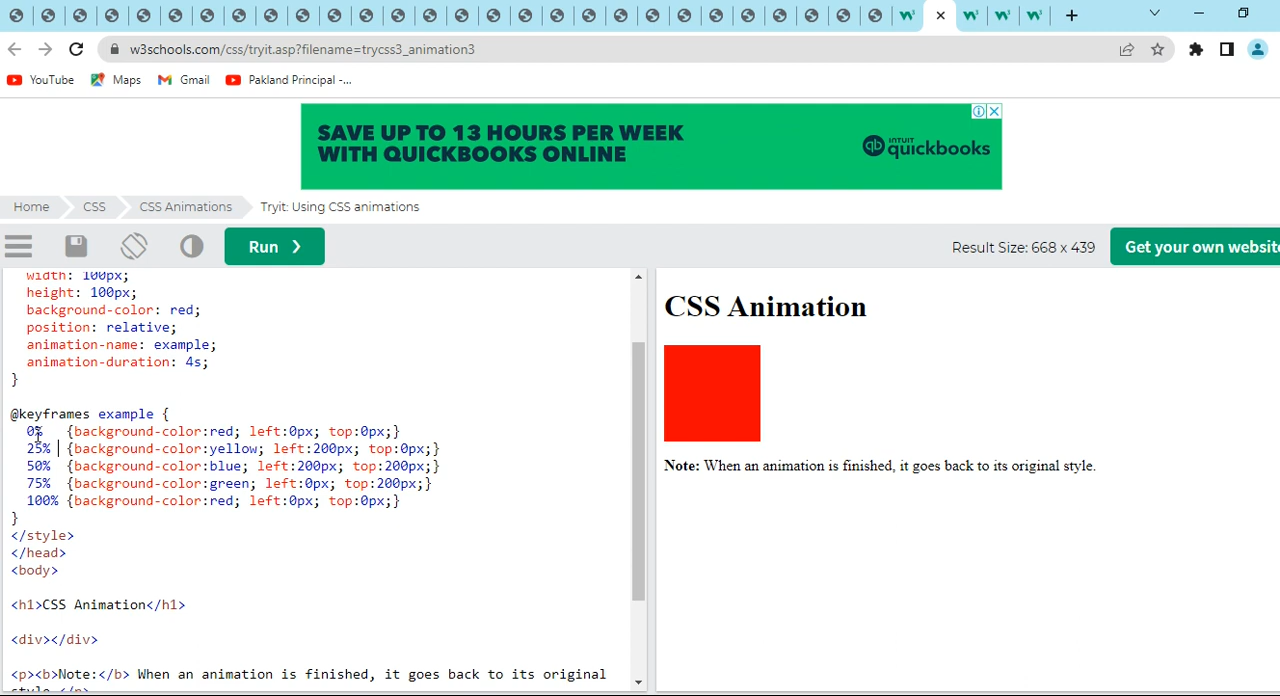 w3schools.com/css/tryit.asp?filename=trycss3_animation3
YouTube Maps Gmail Pakland Principal -...
SAVE UP TO 13 HOURS PER WEEK
WITH QUICKBOOKS ONLINE
intuit
quickbooks
Home CSS CSS Animations Tryit: Using CSS animations
Run ❯ Result Size: 668 x 439 Get your own website
width: 100px;
height: 100px;
background-color: red;
position: relative;
animation-name: example;
animation-duration: 4s;
}
@keyframes example {
0% {background-color:red; left:0px; top:0px;}
25% {background-color:yellow; left:200px; top:0px;}
50% {background-color:blue; left:200px; top:200px;}
75% {background-color:green; left:0px; top:200px;}
100% {background-color:red; left:0px; top:0px;}
}
</style>
</head>
<body>
<h1>CSS Animation</h1>
<div></div>
<p><b>Note:</b> When an animation is finished, it goes back to its original
style.</p>
CSS Animation
Note: When an animation is finished, it goes back to its original style.